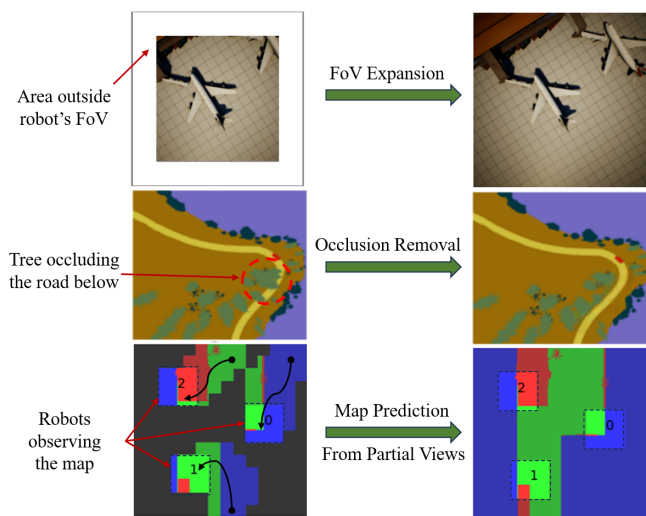 Area outside
robot's FoV
FoV Expansion
Tree occluding
the road below
Occlusion Removal
Robots
observing
the map
2
0
1
Map Prediction
From Partial Views
2
0
1